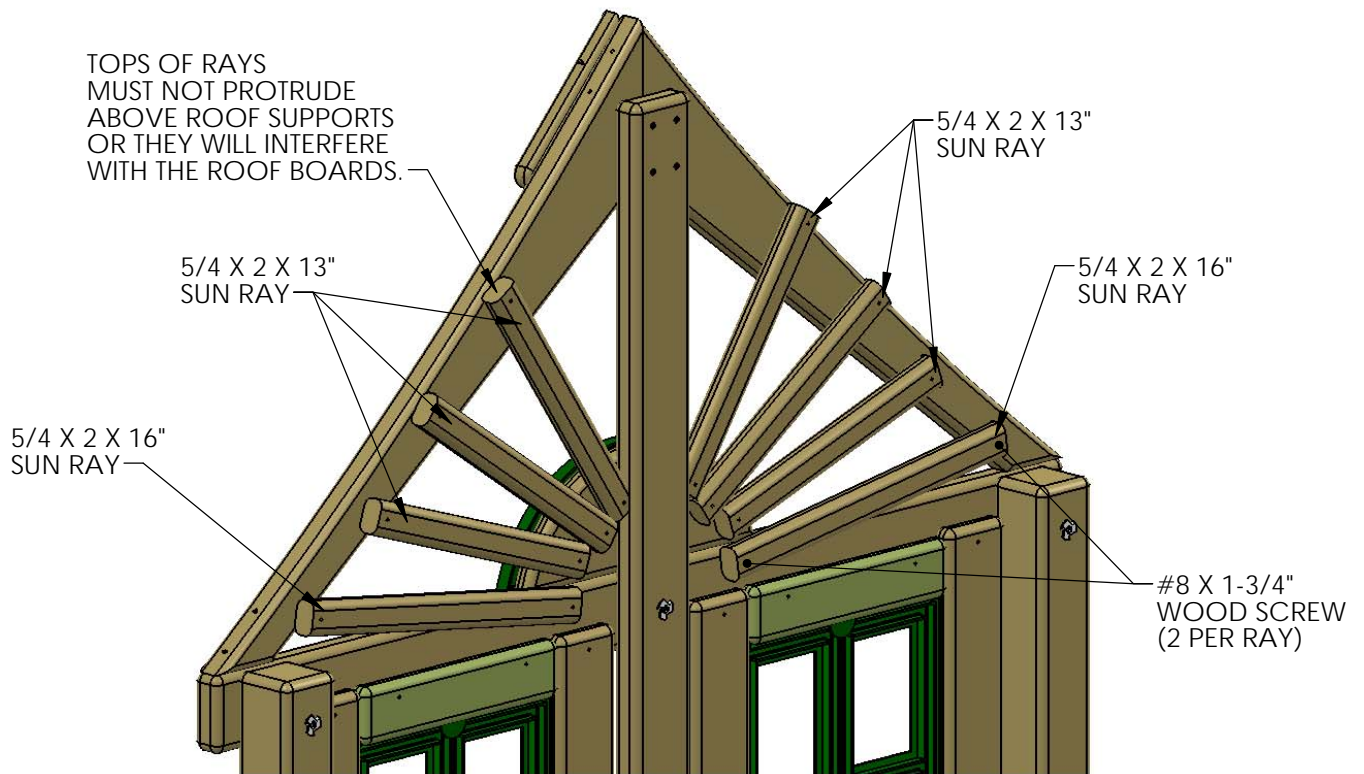 TOPS OF RAYS
MUST NOT PROTRUDE
ABOVE ROOF SUPPORTS
OR THEY WILL INTERFERE
WITH THE ROOF BOARDS.
5/4 X 2 X 13"
SUN RAY
5/4 X 2 X 13"
SUN RAY
5/4 X 2 X 16"
SUN RAY
5/4 X 2 X 16"
SUN RAY
#8 X 1-3/4"
WOOD SCREW
(2 PER RAY)